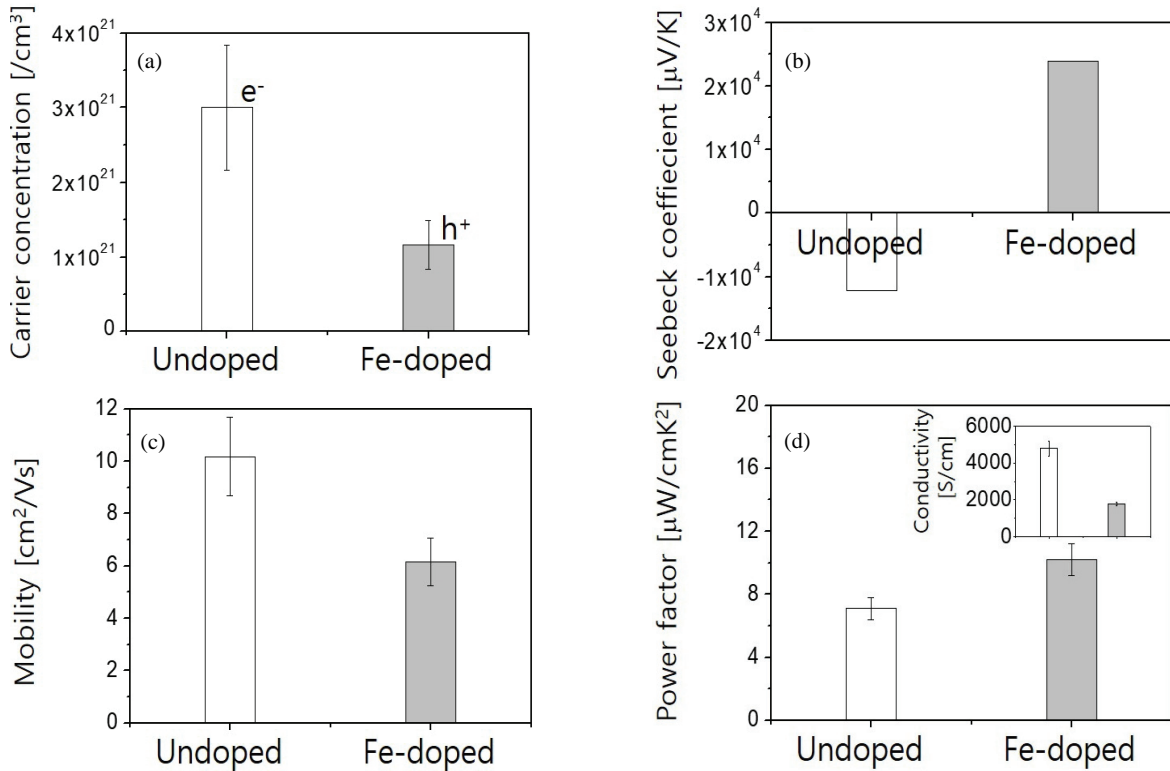 Carrier concentration [/cm³]
4x10²¹
3x10²¹
2x10²¹
1x10²¹
0
(a)
e⁻
h⁺
Undoped
Fe-doped
Seebeck coeffiecient [µV/K]
3x10⁴
2x10⁴
1x10⁴
0
-1x10⁴
-2x10⁴
(b)
Undoped
Fe-doped
Mobility [cm²/Vs]
12
10
8
6
4
2
0
(c)
Undoped
Fe-doped
Power factor [µW/cmK²]
20
16
12
8
4
0
(d)
Conductivity
[S/cm]
6000
4000
2000
0
Undoped
Fe-doped